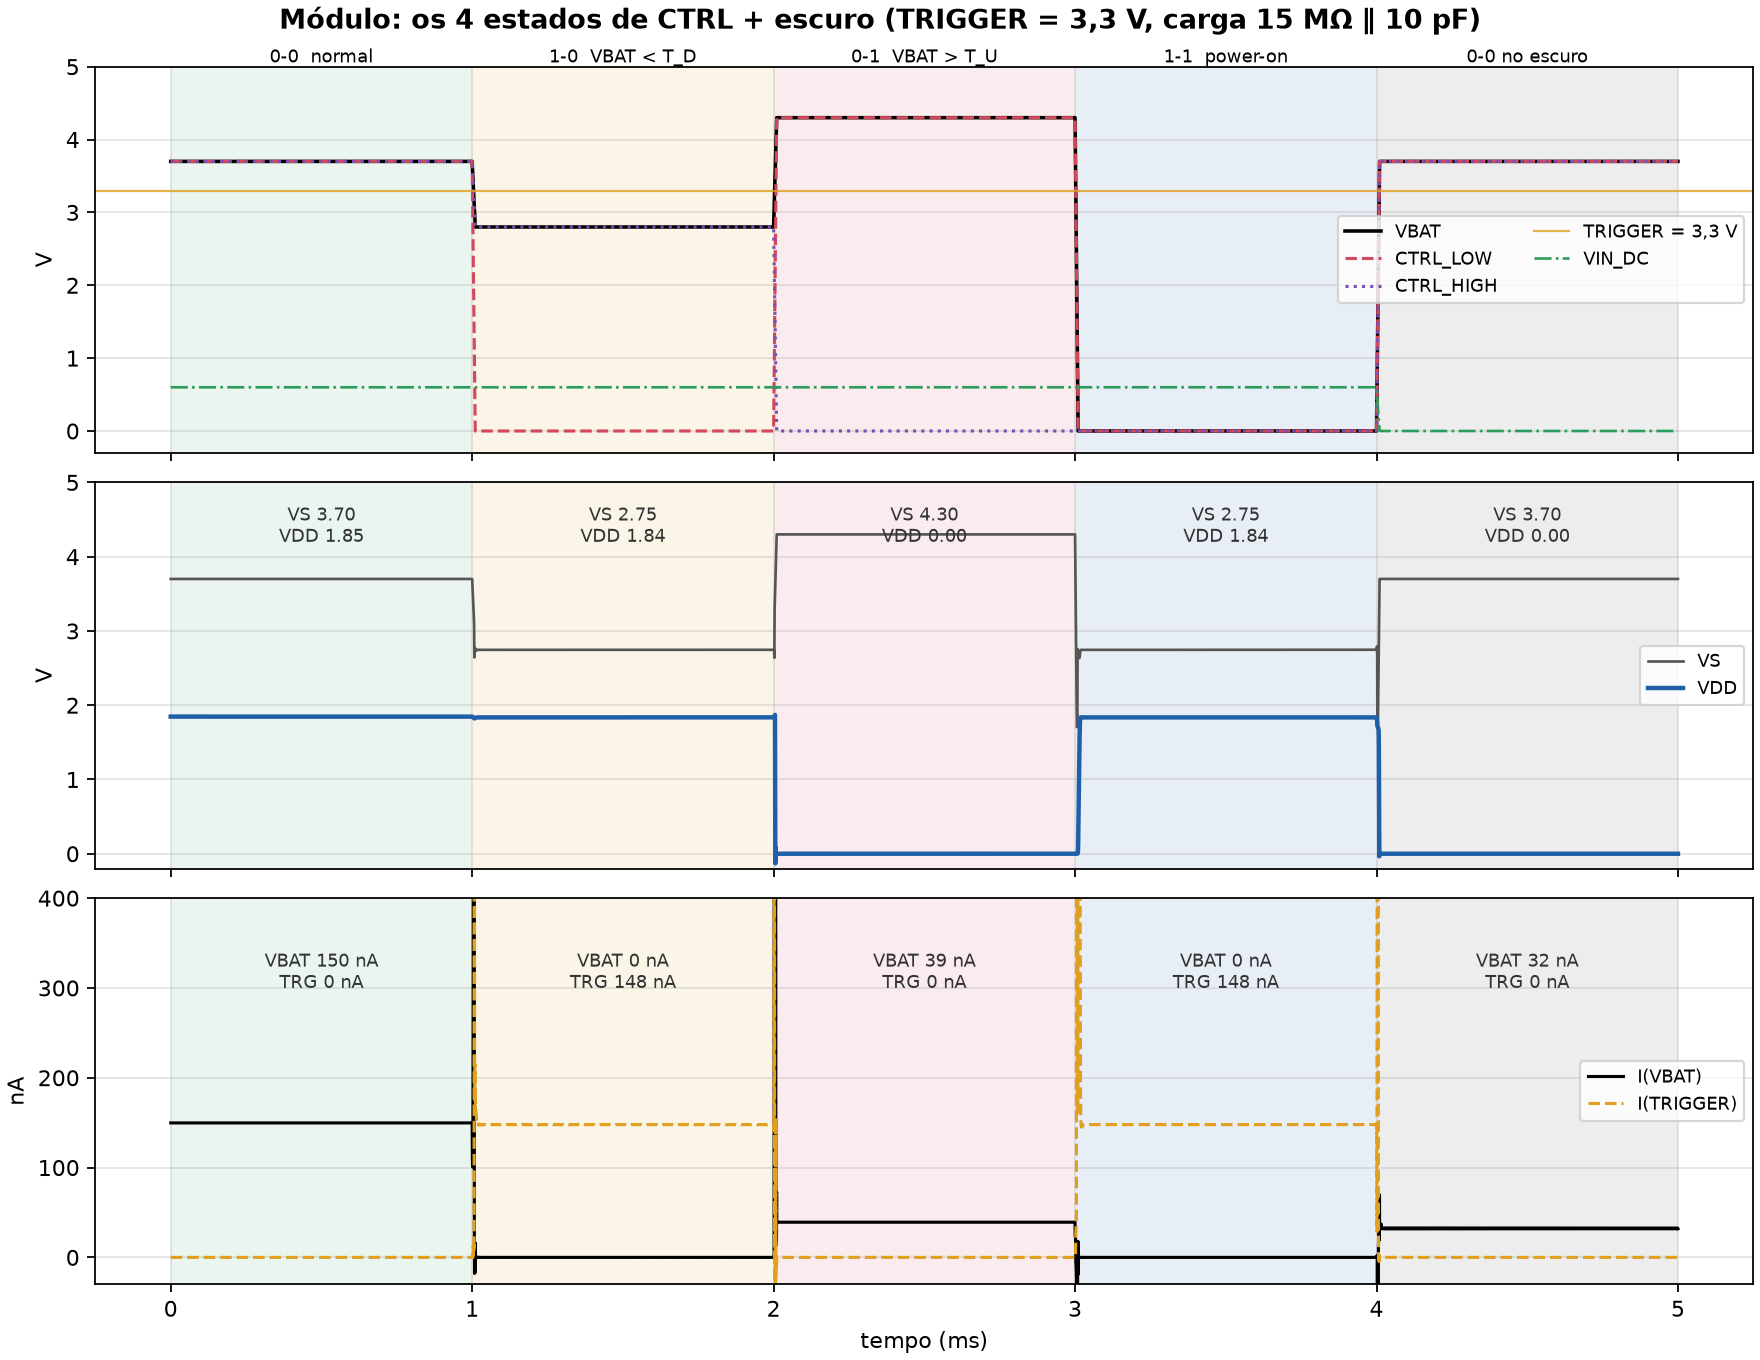 Módulo: os 4 estados de CTRL + escuro (TRIGGER = 3,3 V, carga 15 MΩ ∥ 10 pF)
0-0  normal
1-0  VBAT < T_D
0-1  VBAT > T_U
1-1  power-on
0-0 no escuro
5
4
3
2
1
0
V
VBAT
CTRL_LOW
CTRL_HIGH
TRIGGER = 3,3 V
VIN_DC
5
4
3
2
1
0
V
VS 3.70
VDD 1.85
VS 2.75
VDD 1.84
VS 4.30
VDD 0.00
VS 2.75
VDD 1.84
VS 3.70
VDD 0.00
VS
VDD
400
300
200
100
0
nA
VBAT 150 nA
TRG 0 nA
VBAT 0 nA
TRG 148 nA
VBAT 39 nA
TRG 0 nA
VBAT 0 nA
TRG 148 nA
VBAT 32 nA
TRG 0 nA
I(VBAT)
I(TRIGGER)
0
1
2
3
4
5
tempo (ms)